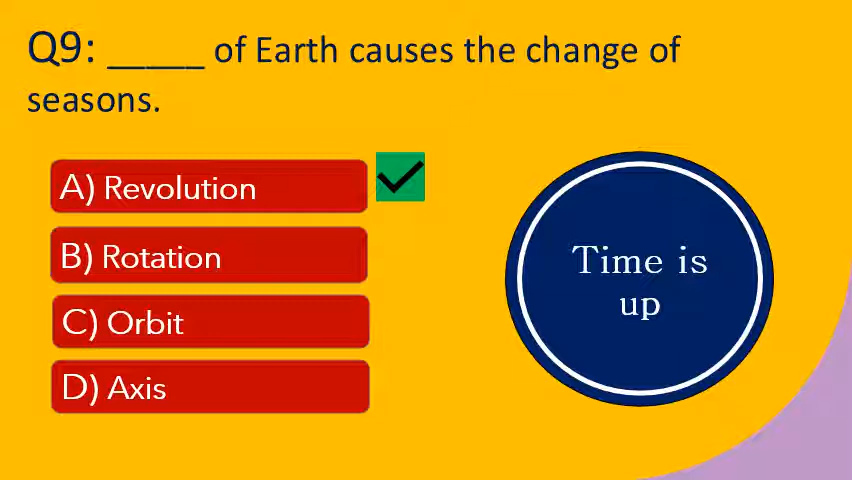 Q9: _____ of Earth causes the change of
seasons.
A) Revolution
B) Rotation
C) Orbit
D) Axis
Time is
up